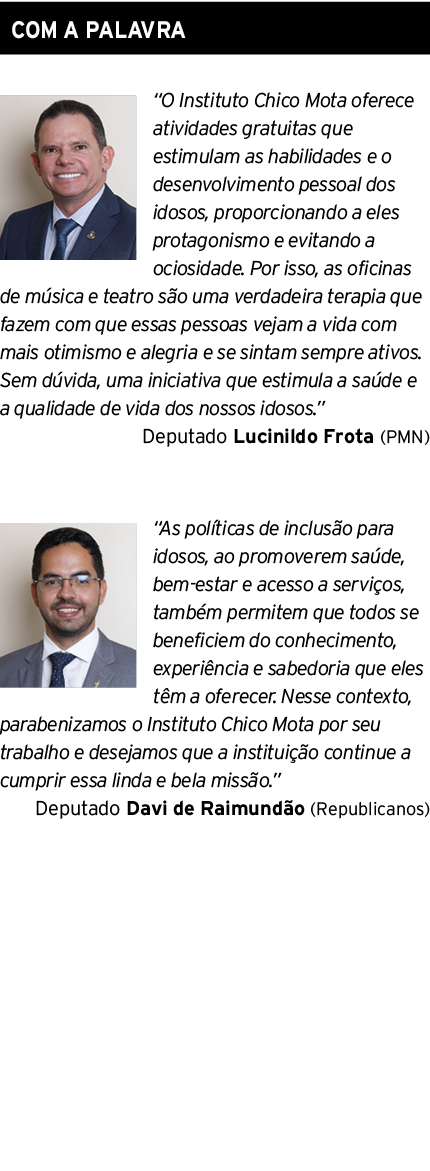 COM A PALAVRA
“O Instituto Chico Mota oferece
atividades gratuitas que
estimulam as habilidades e o
desenvolvimento pessoal dos
idosos, proporcionando a eles
protagonismo e evitando a
ociosidade. Por isso, as oficinas
de música e teatro são uma verdadeira terapia que
fazem com que essas pessoas vejam a vida com
mais otimismo e alegria e se sintam sempre ativos.
Sem dúvida, uma iniciativa que estimula a saúde e
a qualidade de vida dos nossos idosos.”
Deputado Lucinildo Frota (PMN)
“As políticas de inclusão para
idosos, ao promoverem saúde,
bem-estar e acesso a serviços,
também permitem que todos se
beneficiem do conhecimento,
experiência e sabedoria que eles
têm a oferecer. Nesse contexto,
parabenizamos o Instituto Chico Mota por seu
trabalho e desejamos que a instituição continue a
cumprir essa linda e bela missão.”
Deputado Davi de Raimundão (Republicanos)